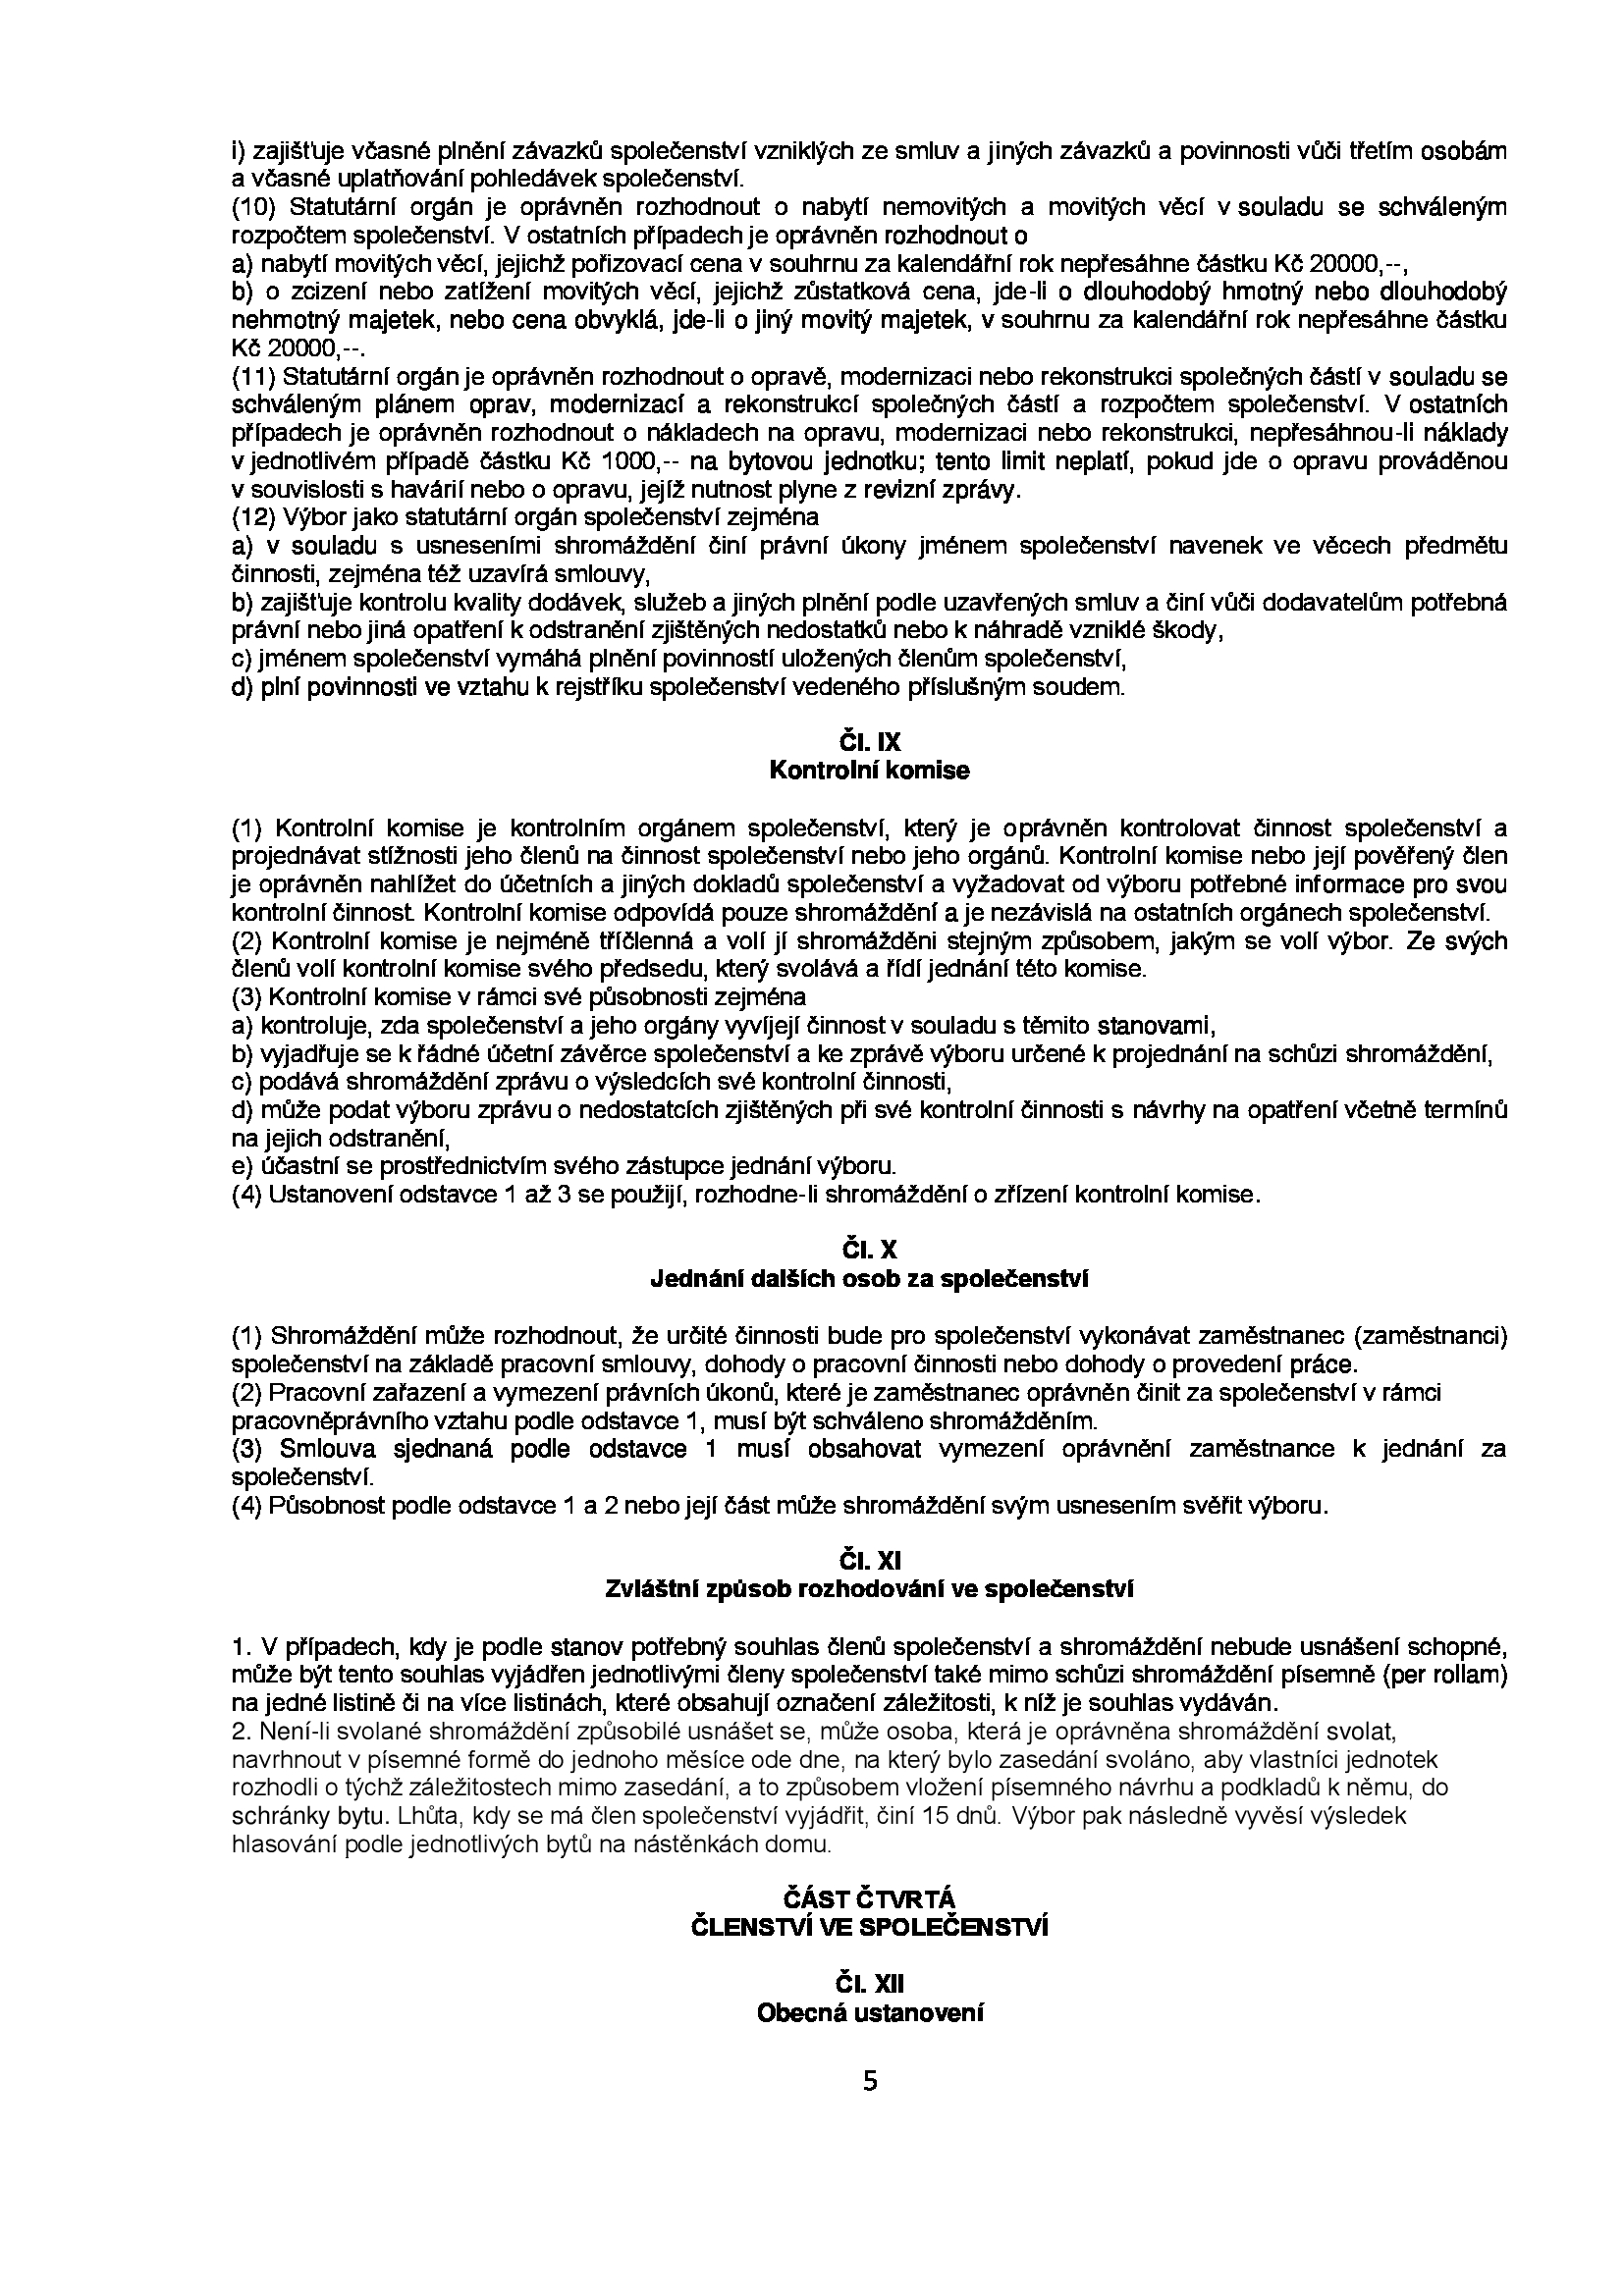 i) zajišťuje včasné plnění závazků společenství vzniklých ze smluv a jiných závazků a povinnosti vůči třetím osobám
a včasné uplatňování pohledávek společenství.
(10) Statutární orgán je oprávněn rozhodnout o nabytí nemovitých a movitých věcí v souladu se schváleným
rozpočtem společenství. V ostatních případech je oprávněn rozhodnout o
a) nabytí movitých věcí, jejichž pořizovací cena v souhrnu za kalendářní rok nepřesáhne částku Kč 20000,--,
b) o zcizení nebo zatížení movitých věcí, jejichž zůstatková cena, jde-li o dlouhodobý hmotný nebo dlouhodobý
nehmotný majetek, nebo cena obvyklá, jde-li o jiný movitý majetek, v souhrnu za kalendářní rok nepřesáhne částku
Kč 20000,--.
(11) Statutární orgán je oprávněn rozhodnout o opravě, modernizaci nebo rekonstrukci společných částí v souladu se
schváleným plánem oprav, modernizací a rekonstrukcí společných částí a rozpočtem společenství. V ostatních
případech je oprávněn rozhodnout o nákladech na opravu, modernizaci nebo rekonstrukci, nepřesáhnou-li náklady
v jednotlivém případě částku Kč 1000,-- na bytovou jednotku; tento limit neplatí, pokud jde o opravu prováděnou
v souvislosti s havárií nebo o opravu, jejíž nutnost plyne z revizní zprávy.
(12) Výbor jako statutární orgán společenství zejména
a) v souladu s usneseními shromáždění činí právní úkony jménem společenství navenek ve věcech předmětu
činnosti, zejména též uzavírá smlouvy,
b) zajišťuje kontrolu kvality dodávek, služeb a jiných plnění podle uzavřených smluv a činí vůči dodavatelům potřebná
právní nebo jiná opatření k odstranění zjištěných nedostatků nebo k náhradě vzniklé škody,
c) jménem společenství vymáhá plnění povinností uložených členům společenství,
d) plní povinnosti ve vztahu k rejstříku společenství vedeného příslušným soudem.
Čl. IX
Kontrolní komise
(1) Kontrolní komise je kontrolním orgánem společenství, který je oprávněn kontrolovat činnost společenství a
projednávat stížnosti jeho členů na činnost společenství nebo jeho orgánů. Kontrolní komise nebo její pověřený člen
je oprávněn nahlížet do účetních a jiných dokladů společenství a vyžadovat od výboru potřebné informace pro svou
kontrolní činnost. Kontrolní komise odpovídá pouze shromáždění a je nezávislá na ostatních orgánech společenství.
(2) Kontrolní komise je nejméně tříčlenná a volí jí shromážděni stejným způsobem, jakým se volí výbor. Ze svých
členů volí kontrolní komise svého předsedu, který svolává a řídí jednání této komise.
(3) Kontrolní komise v rámci své působnosti zejména
a) kontroluje, zda společenství a jeho orgány vyvíjejí činnost v souladu s těmito stanovami,
b) vyjadřuje se k řádné účetní závěrce společenství a ke zprávě výboru určené k projednání na schůzi shromáždění,
c) podává shromáždění zprávu o výsledcích své kontrolní činnosti,
d) může podat výboru zprávu o nedostatcích zjištěných při své kontrolní činnosti s návrhy na opatření včetně termínů
na jejich odstranění,
e) účastní se prostřednictvím svého zástupce jednání výboru.
(4) Ustanovení odstavce 1 až 3 se použijí, rozhodne-li shromáždění o zřízení kontrolní komise.
Čl. X
Jednání dalších osob za společenství
(1) Shromáždění může rozhodnout, že určité činnosti bude pro společenství vykonávat zaměstnanec (zaměstnanci)
společenství na základě pracovní smlouvy, dohody o pracovní činnosti nebo dohody o provedení práce.
(2) Pracovní zařazení a vymezení právních úkonů, které je zaměstnanec oprávněn činit za společenství v rámci
pracovněprávního vztahu podle odstavce 1, musí být schváleno shromážděním.
(3) Smlouva sjednaná podle odstavce 1 musí obsahovat vymezení oprávnění zaměstnance k jednání za
společenství.
(4) Působnost podle odstavce 1 a 2 nebo její část může shromáždění svým usnesením svěřit výboru.
Čl. XI
Zvláštní způsob rozhodování ve společenství
1. V případech, kdy je podle stanov potřebný souhlas členů společenství a shromáždění nebude usnášení schopné,
může být tento souhlas vyjádřen jednotlivými členy společenství také mimo schůzi shromáždění písemně (per rollam)
na jedné listině či na více listinách, které obsahují označení záležitosti, k níž je souhlas vydáván.
2. Není-li svolané shromáždění způsobilé usnášet se, může osoba, která je oprávněna shromáždění svolat,
navrhnout v písemné formě do jednoho měsíce ode dne, na který bylo zasedání svoláno, aby vlastníci jednotek
rozhodli o týchž záležitostech mimo zasedání, a to způsobem vložení písemného návrhu a podkladů k němu, do
schránky bytu. Lhůta, kdy se má člen společenství vyjádřit, činí 15 dnů. Výbor pak následně vyvěsí výsledek
hlasování podle jednotlivých bytů na nástěnkách domu.
ČÁST ČTVRTÁ
ČLENSTVÍ VE SPOLEČENSTVÍ
Čl. XII
Obecná ustanovení
5